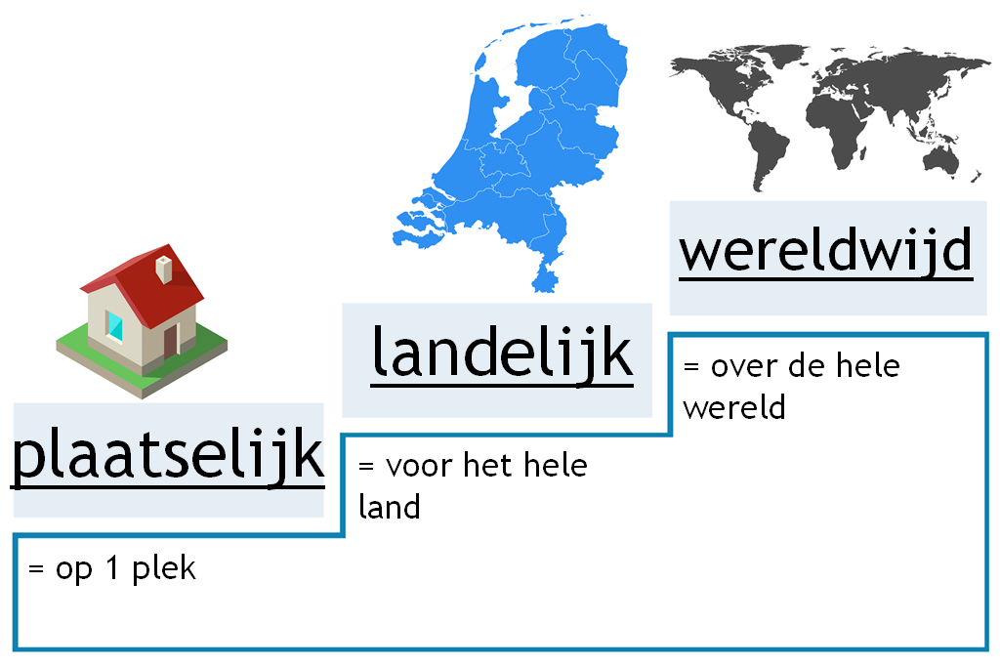 plaatselijk
= op 1 plek
landelijk
= voor het hele
land
wereldwijd
= over de hele
wereld